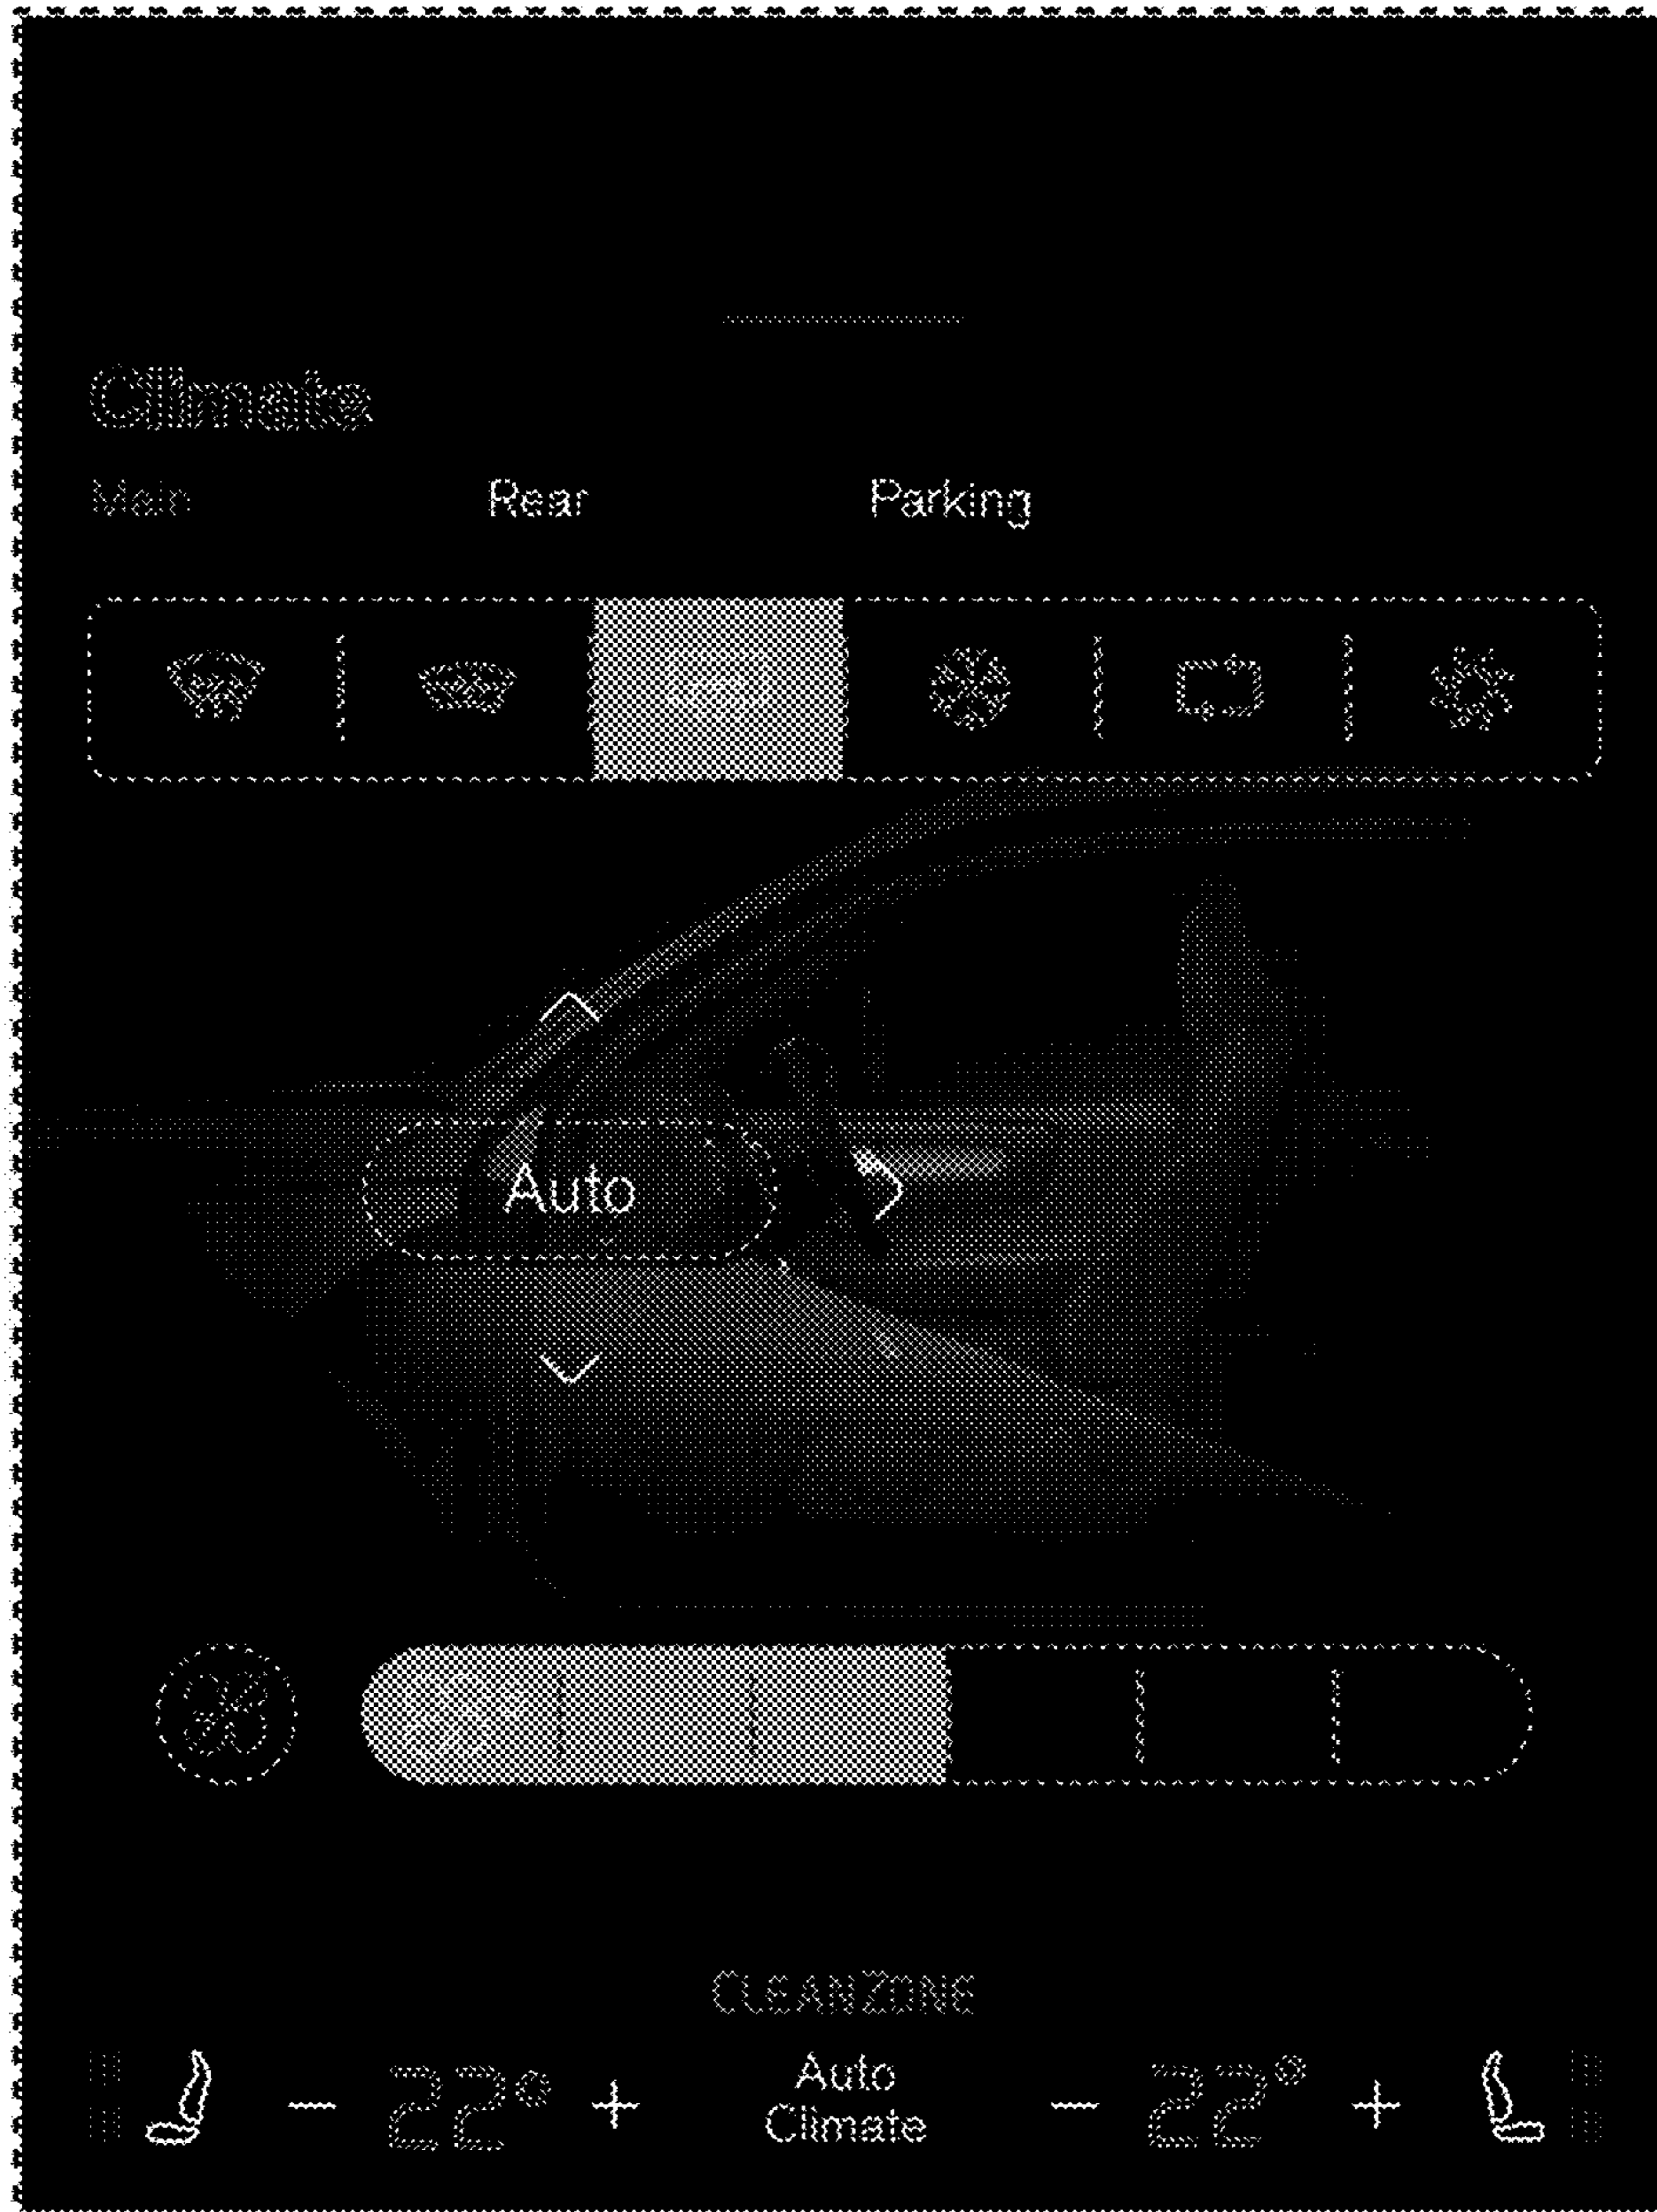 Climate
Main Rear Parking
Auto
CLEANZONE
22° Auto 22°
Climate